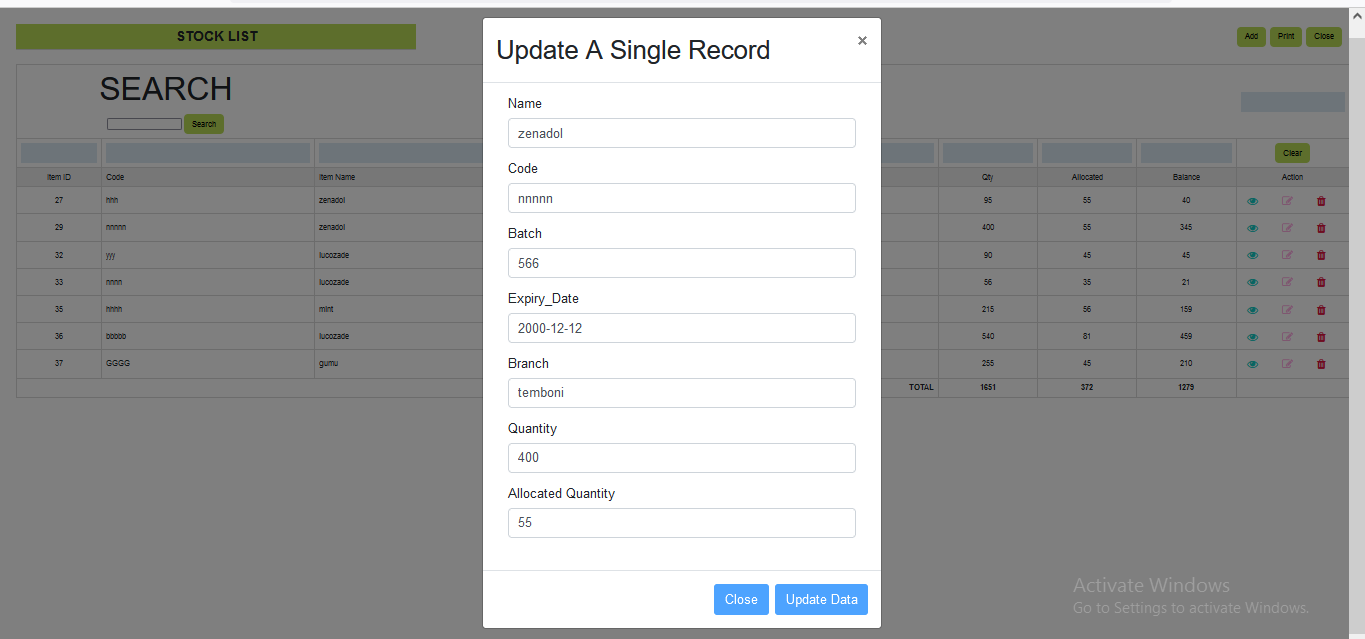 STOCK LIST
Add Print Close
SEARCH
Search
Clear
Item ID Code Item Name Qty Allocated Balance Action
27 hhh zenadol 95 55 40
29 nnnnn zenadol 400 55 345
32 yyy lucozade 90 45 45
33 nnnn lucozade 56 35 21
35 hhhh mint 215 56 159
36 bbbbb lucozade 540 81 459
37 GGGG gumu 255 45 210
TOTAL 1651 372 1279
Update A Single Record ×
Name
zenadol
Code
nnnnn
Batch
566
Expiry_Date
2000-12-12
Branch
temboni
Quantity
400
Allocated Quantity
55
Close Update Data
Activate Windows
Go to Settings to activate Windows.